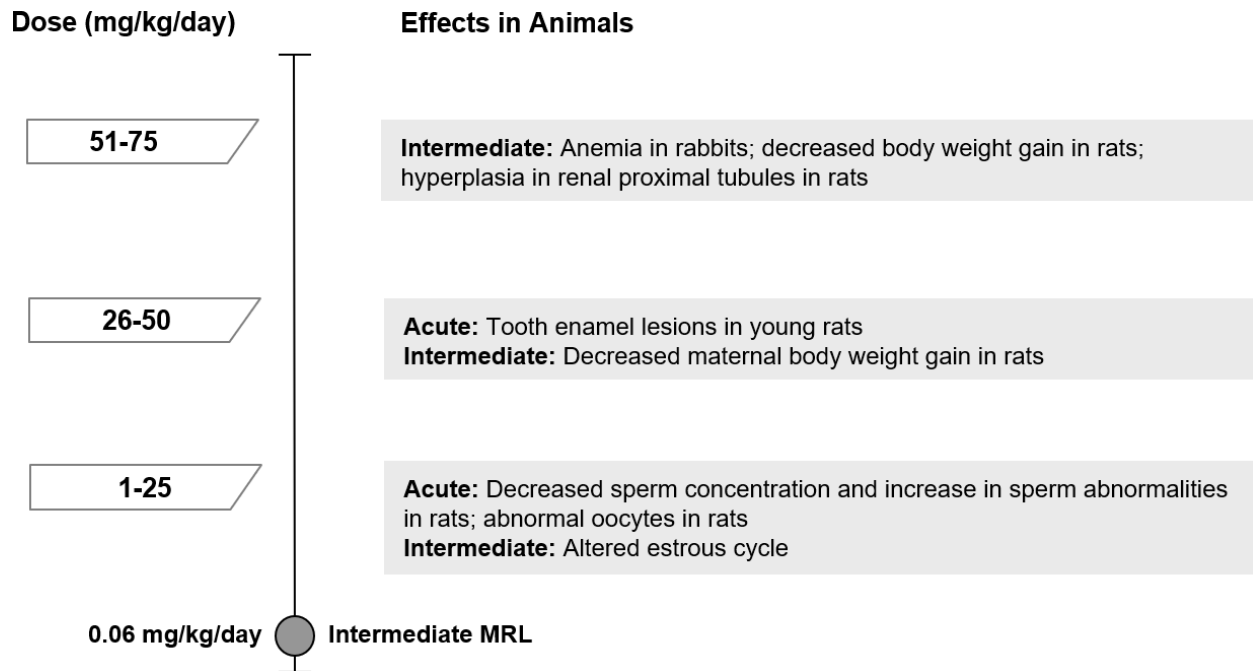 Dose (mg/kg/day)
Effects in Animals
51-75
Intermediate: Anemia in rabbits; decreased body weight gain in rats;
hyperplasia in renal proximal tubules in rats
26-50
Acute: Tooth enamel lesions in young rats
Intermediate: Decreased maternal body weight gain in rats
1-25
Acute: Decreased sperm concentration and increase in sperm abnormalities
in rats; abnormal oocytes in rats
Intermediate: Altered estrous cycle
0.06 mg/kg/day
Intermediate MRL